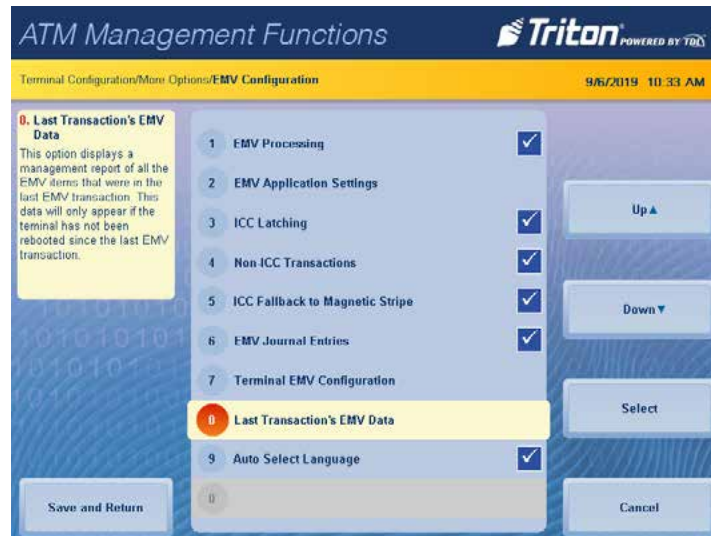 ATM Management Functions
Triton POWERED BY TDL
Terminal Configuration/More Options/EMV Configuration
9/6/2019 10:33 AM
8. Last Transaction's EMV
Data
This option displays a
management report of all the
EMV items that were in the
last EMV transaction. This
data will only appear if the
teminal has not been
rebooted since the last EMV
transaction.
1 EMV Processing
2 EMV Application Settings
3 ICC Latching
4 Non-ICC Transactions
5 ICC Fallback to Magnetic Stripe
6 EMV Journal Entries
7 Terminal EMV Configuration
8 Last Transaction's EMV Data
9 Auto Select Language
0
Up ▲
Down ▼
Select
Cancel
Save and Return